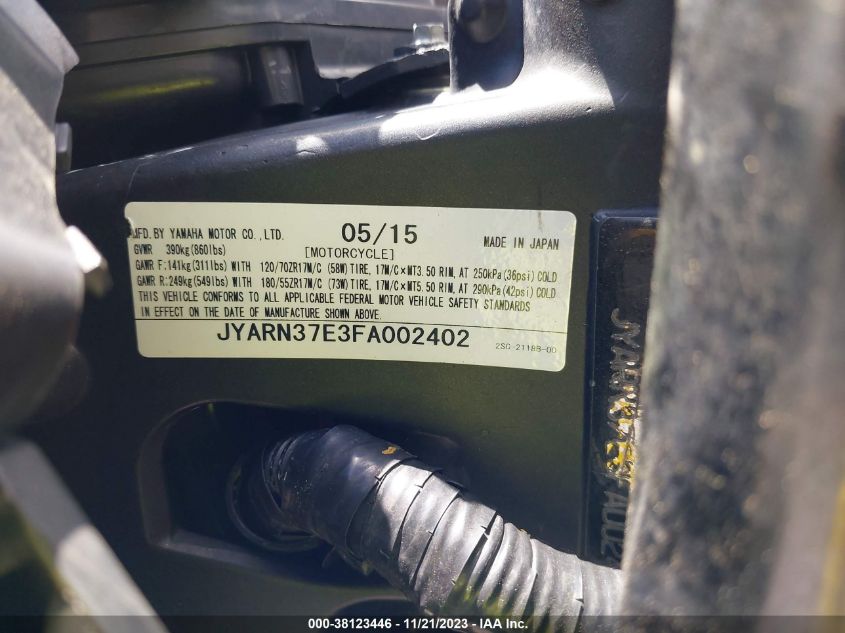 MFD. BY YAMAHA MOTOR CO., LTD. 05/15 MADE IN JAPAN
GVWR 390kg(860lbs) [MOTORCYCLE]
GAWR F:141kg(311lbs) WITH 120/70ZR17M/C (58W) TIRE, 17M/C×MT3.50 RIM, AT 250kPa(36psi) COLD
GAWR R:249kg(549lbs) WITH 180/55ZR17M/C (73W) TIRE, 17M/C×MT5.50 RIM, AT 290kPa(42psi) COLD
THIS VEHICLE CONFORMS TO ALL APPLICABLE FEDERAL MOTOR VEHICLE SAFETY STANDARDS
IN EFFECT ON THE DATE OF MANUFACTURE SHOWN ABOVE.
JYARN37E3FA002402 2SG-2118B-00
000-38123446 - 11/21/2023 - IAA Inc.